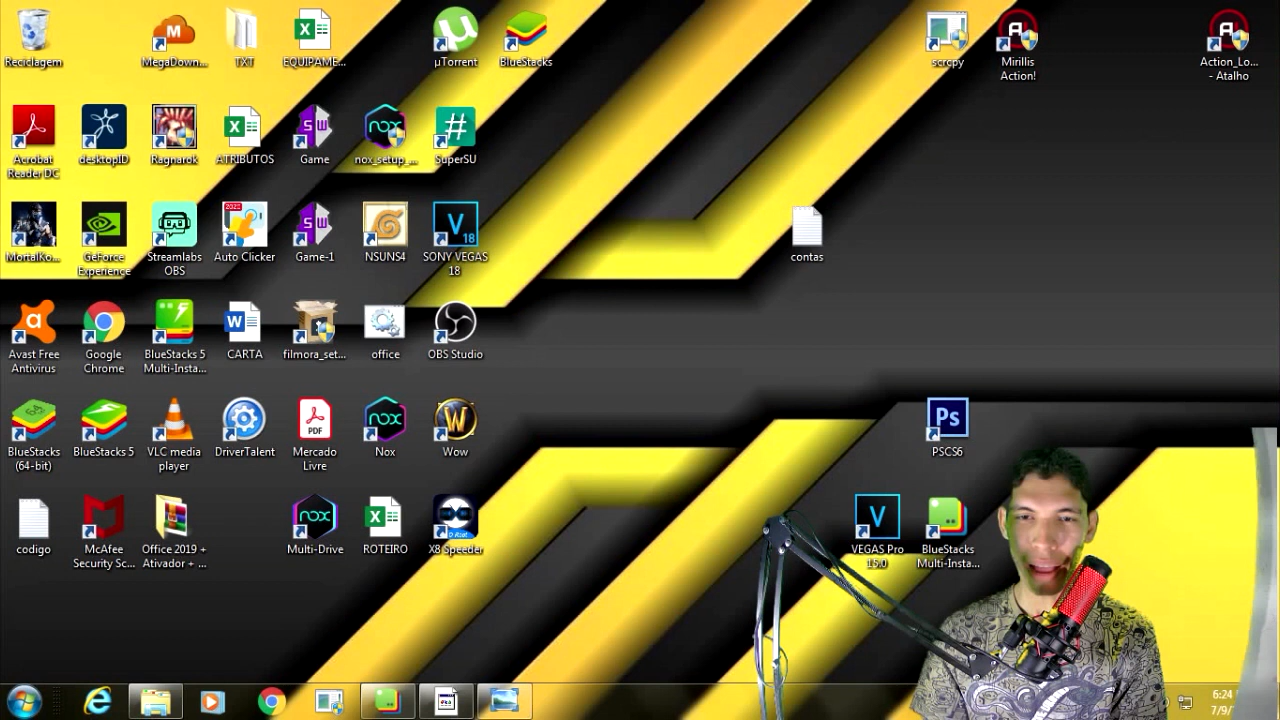 Reciclagem
MegaDown...
TXT
EQUIPAME...
µTorrent
BlueStacks
scrcpy
Mirillis
Action!
Action_Lo...
- Atalho
Acrobat
Reader DC
desktopID
Ragnarok
ATRIBUTOS
Game
nox_setup_...
SuperSU
MortalKo...
GeForce
Experience
Streamlabs
OBS
Auto Clicker
Game-1
NSUNS4
SONY VEGAS
18
contas
Avast Free
Antivirus
Google
Chrome
BlueStacks 5
Multi-Insta...
CARTA
filmora_set...
office
OBS Studio
BlueStacks
(64-bit)
BlueStacks 5
VLC media
player
DriverTalent
Mercado
Livre
Nox
Wow
PSCS6
codigo
McAfee
Security Sc...
Office 2019 +
Ativador + ...
Multi-Drive
ROTEIRO
X8 Speeder
VEGAS Pro
15.0
BlueStacks
Multi-Insta...
6:24
7/9/